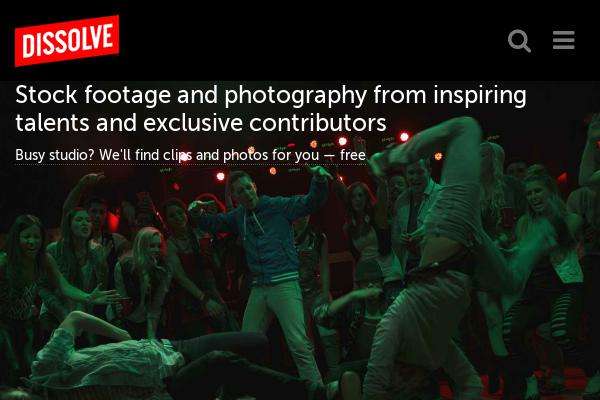 DISSOLVE
Stock footage and photography from inspiring
talents and exclusive contributors
Busy studio? We'll find clips and photos for you — free